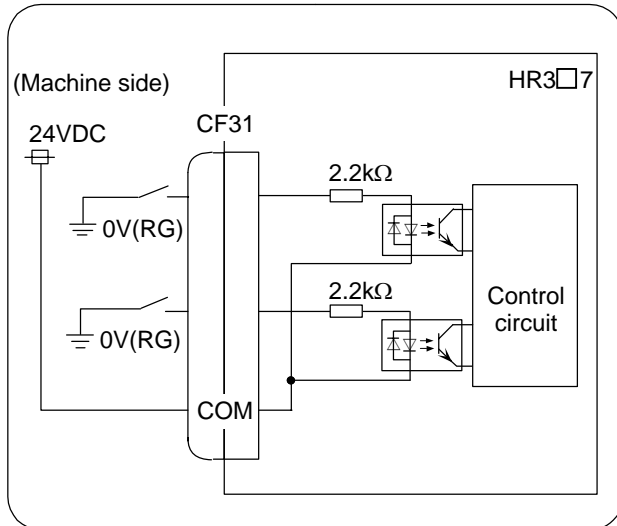 HR3□7
(Machine side)
CF31
24VDC
2.2kΩ
0V(RG)
2.2kΩ
Control
circuit
0V(RG)
COM